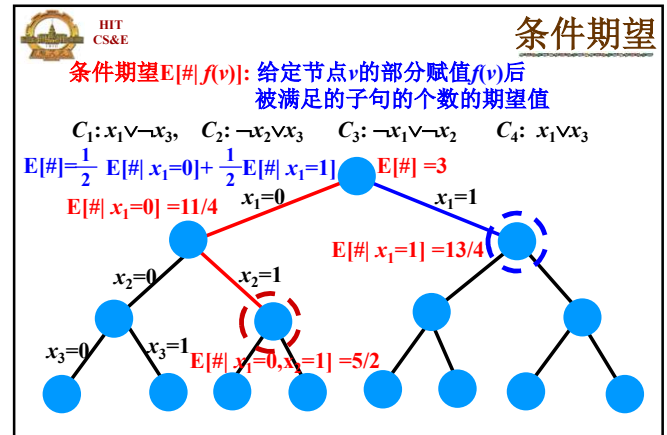 HIT
CS&E
条件期望
条件期望E[#| f(v)]: 给定节点v的部分赋值f(v)后
被满足的子句的个数的期望值
C₁: x₁∨¬x₃, C₂: ¬x₂∨x₃ C₃: ¬x₁∨¬x₂ C₄: x₁∨x₃
E[#]=1/2 E[#| x₁=0]+ 1/2 E[#| x₁=1]
E[#] =3
x₁=0
x₁=1
E[#| x₁=0] =11/4
E[#| x₁=1] =13/4
x₂=0
x₂=1
x₃=0
x₃=1
E[#| x₁=0,x₂=1] =5/2